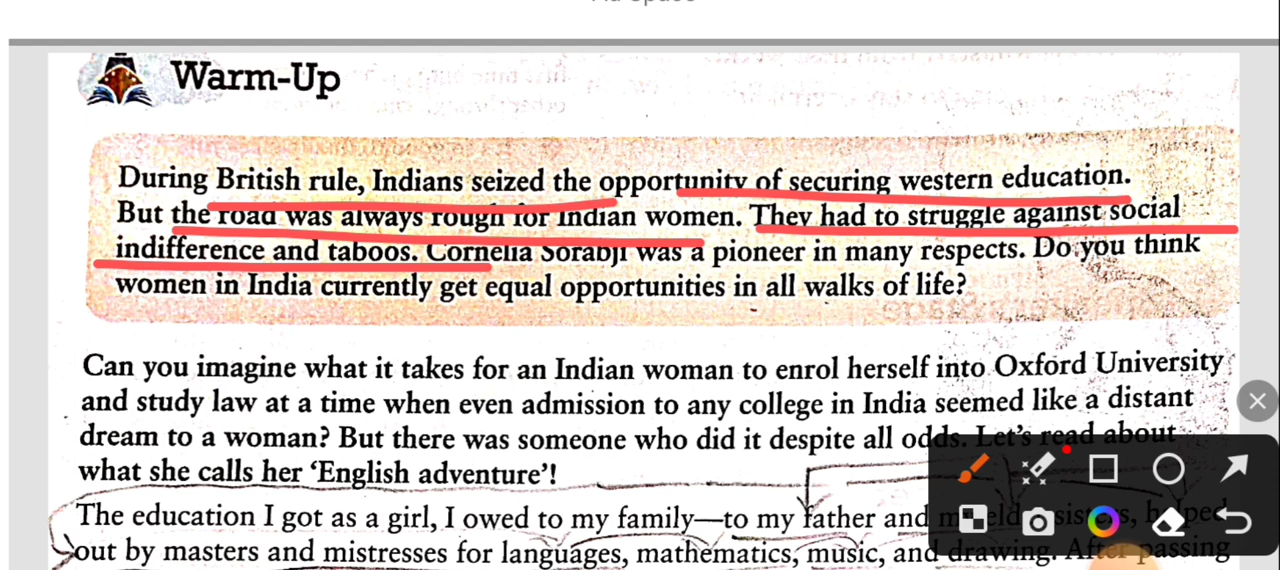 Warm-Up
During British rule, Indians seized the opportunity of securing western education.
But the road was always rough for Indian women. They had to struggle against social
indifference and taboos. Cornelia Sorabji was a pioneer in many respects. Do you think
women in India currently get equal opportunities in all walks of life?
Can you imagine what it takes for an Indian woman to enrol herself into Oxford University
and study law at a time when even admission to any college in India seemed like a distant
dream to a woman? But there was someone who did it despite all odds. Let's read about
what she calls her 'English adventure'!
The education I got as a girl, I owed to my family—to my father and
out by masters and mistresses for languages, mathematics, music, and drawing. After passing